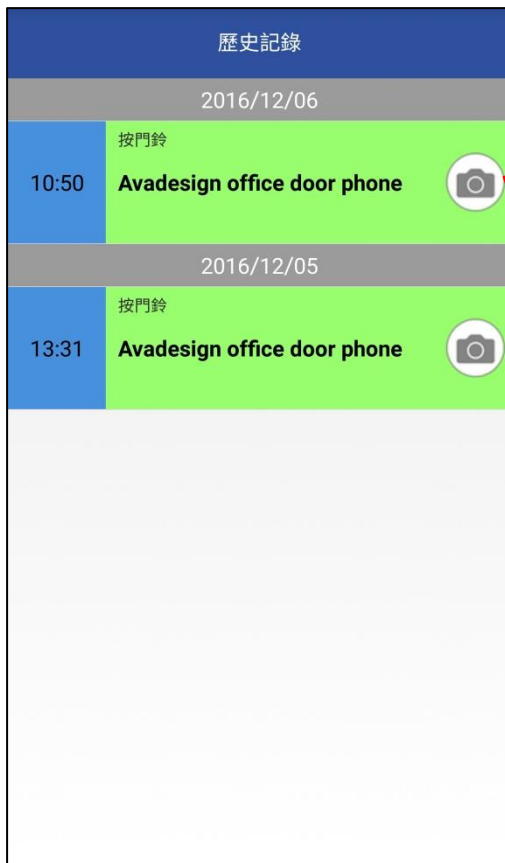 歷史記錄
2016/12/06
按門鈴
10:50
Avadesign office door phone
2016/12/05
按門鈴
13:31
Avadesign office door phone